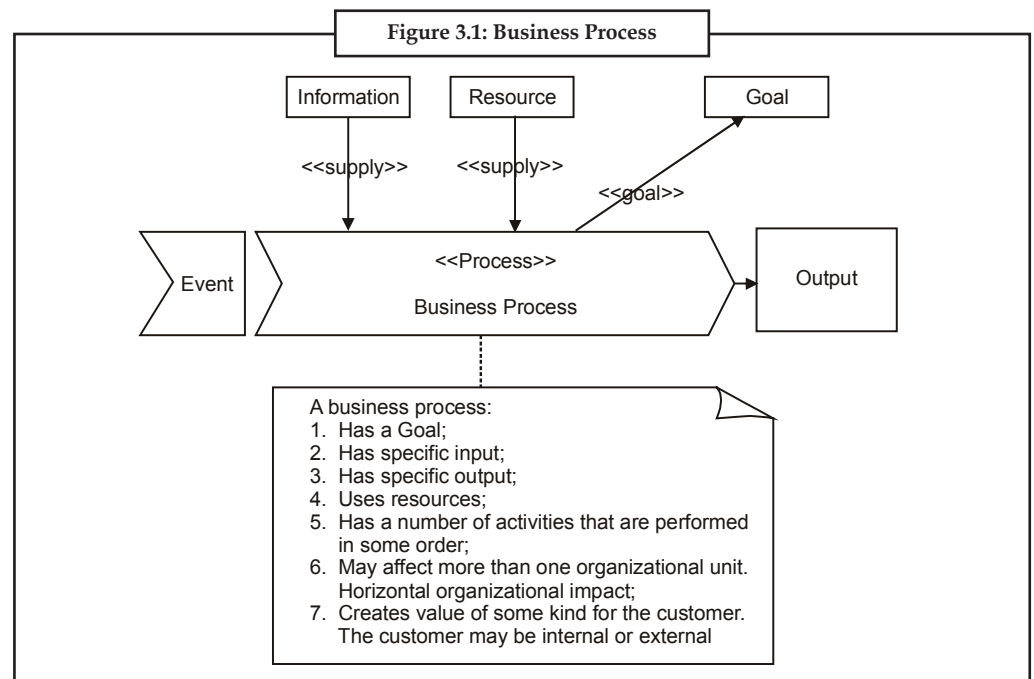 Figure 3.1: Business Process
Information
Resource
Goal
<<supply>>
<<supply>>
<<goal>>
Event
<<Process>>
Business Process
Output
A business process:
1. Has a Goal;
2. Has specific input;
3. Has specific output;
4. Uses resources;
5. Has a number of activities that are performed
in some order;
6. May affect more than one organizational unit.
Horizontal organizational impact;
7. Creates value of some kind for the customer.
The customer may be internal or external